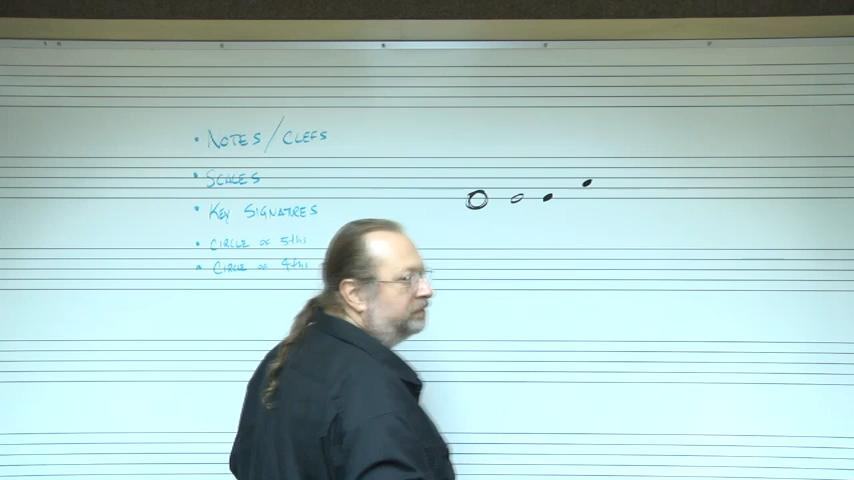 • NOTES / CLEFS
• SCALES
• KEY SIGNATURES
• CIRCLE OF 5ths
• CIRCLE OF 4ths